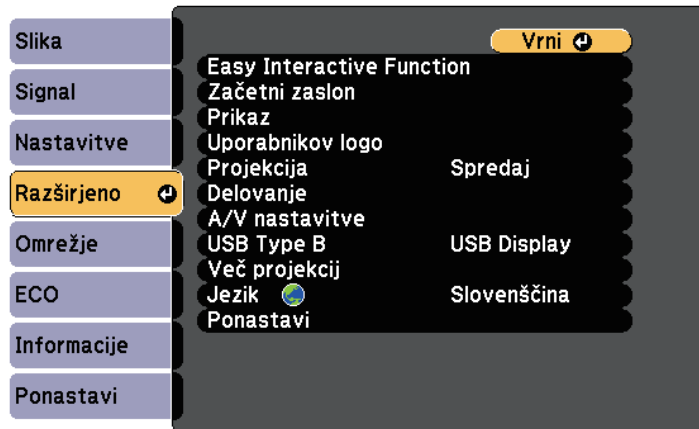 Slika
Signal
Nastavitve
Razširjeno
Omrežje
ECO
Informacije
Ponastavi
Vrni
Easy Interactive Function
Začetni zaslon
Prikaz
Uporabnikov logo
Projekcija Spredaj
Delovanje
A/V nastavitve
USB Type B USB Display
Več projekcij
Jezik Slovenščina
Ponastavi